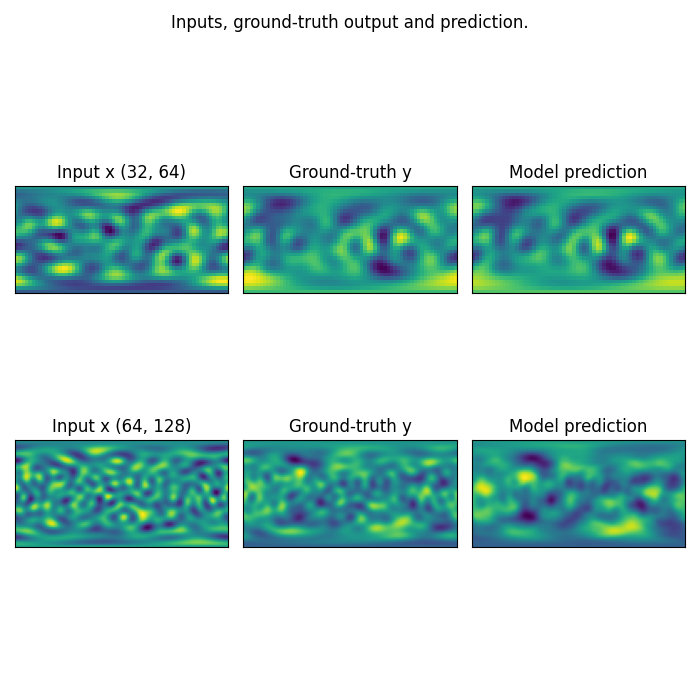 Inputs, ground-truth output and prediction.
Input x (32, 64)
Ground-truth y
Model prediction
Input x (64, 128)
Ground-truth y
Model prediction